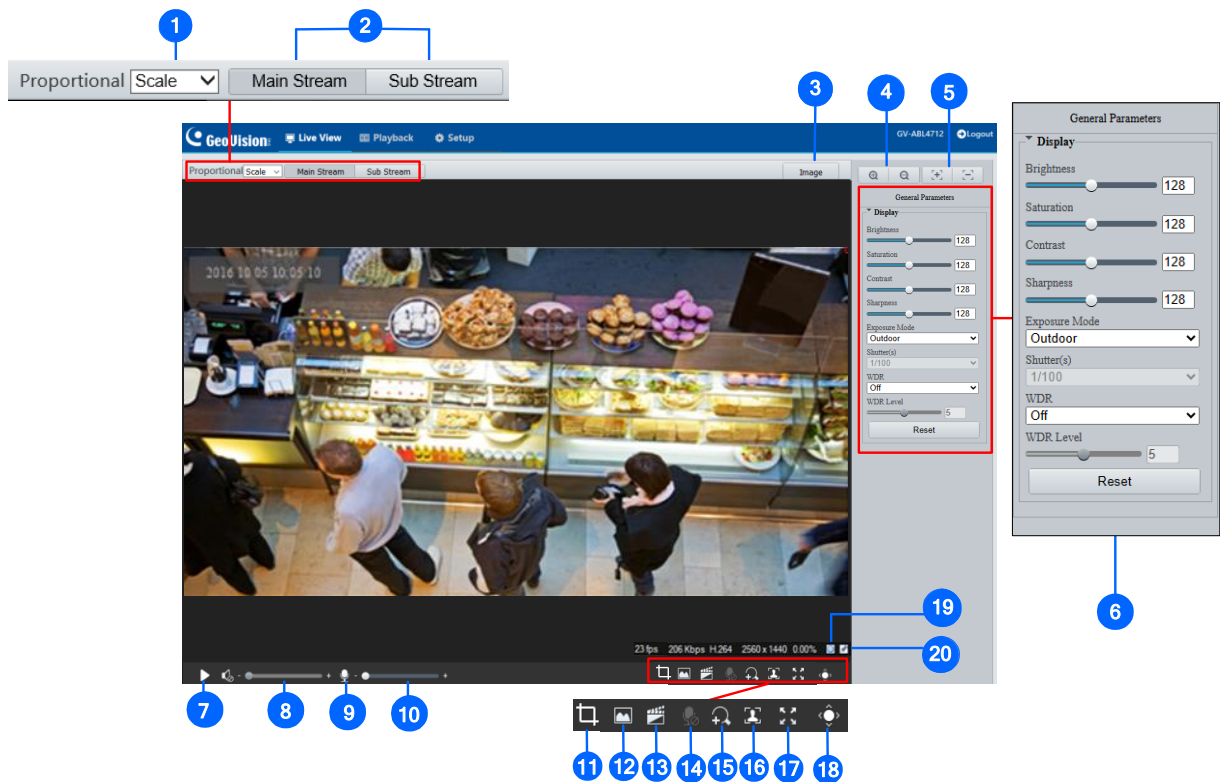 1
2
Proportional Scale Main Stream Sub Stream
3
4
5
GeoVision: Live View Playback Setup
GV-ABL4712 Logout
Proportional Scale Main Stream Sub Stream
Image
2016 10 05 10:05:10
General Parameters
Display
Brightness
128
Saturation
128
Contrast
128
Sharpness
128
Exposure Mode
Outdoor
Shutter(s)
1/100
WDR
Off
WDR Level
5
Reset
General Parameters
Display
Brightness
128
Saturation
128
Contrast
128
Sharpness
128
Exposure Mode
Outdoor
Shutter(s)
1/100
WDR
Off
WDR Level
5
Reset
6
19
23 fps 206 Kbps H.264 2560 x 1440 0.00%
20
- + - +
7
8
9
10
11
12
13
14
15
16
17
18